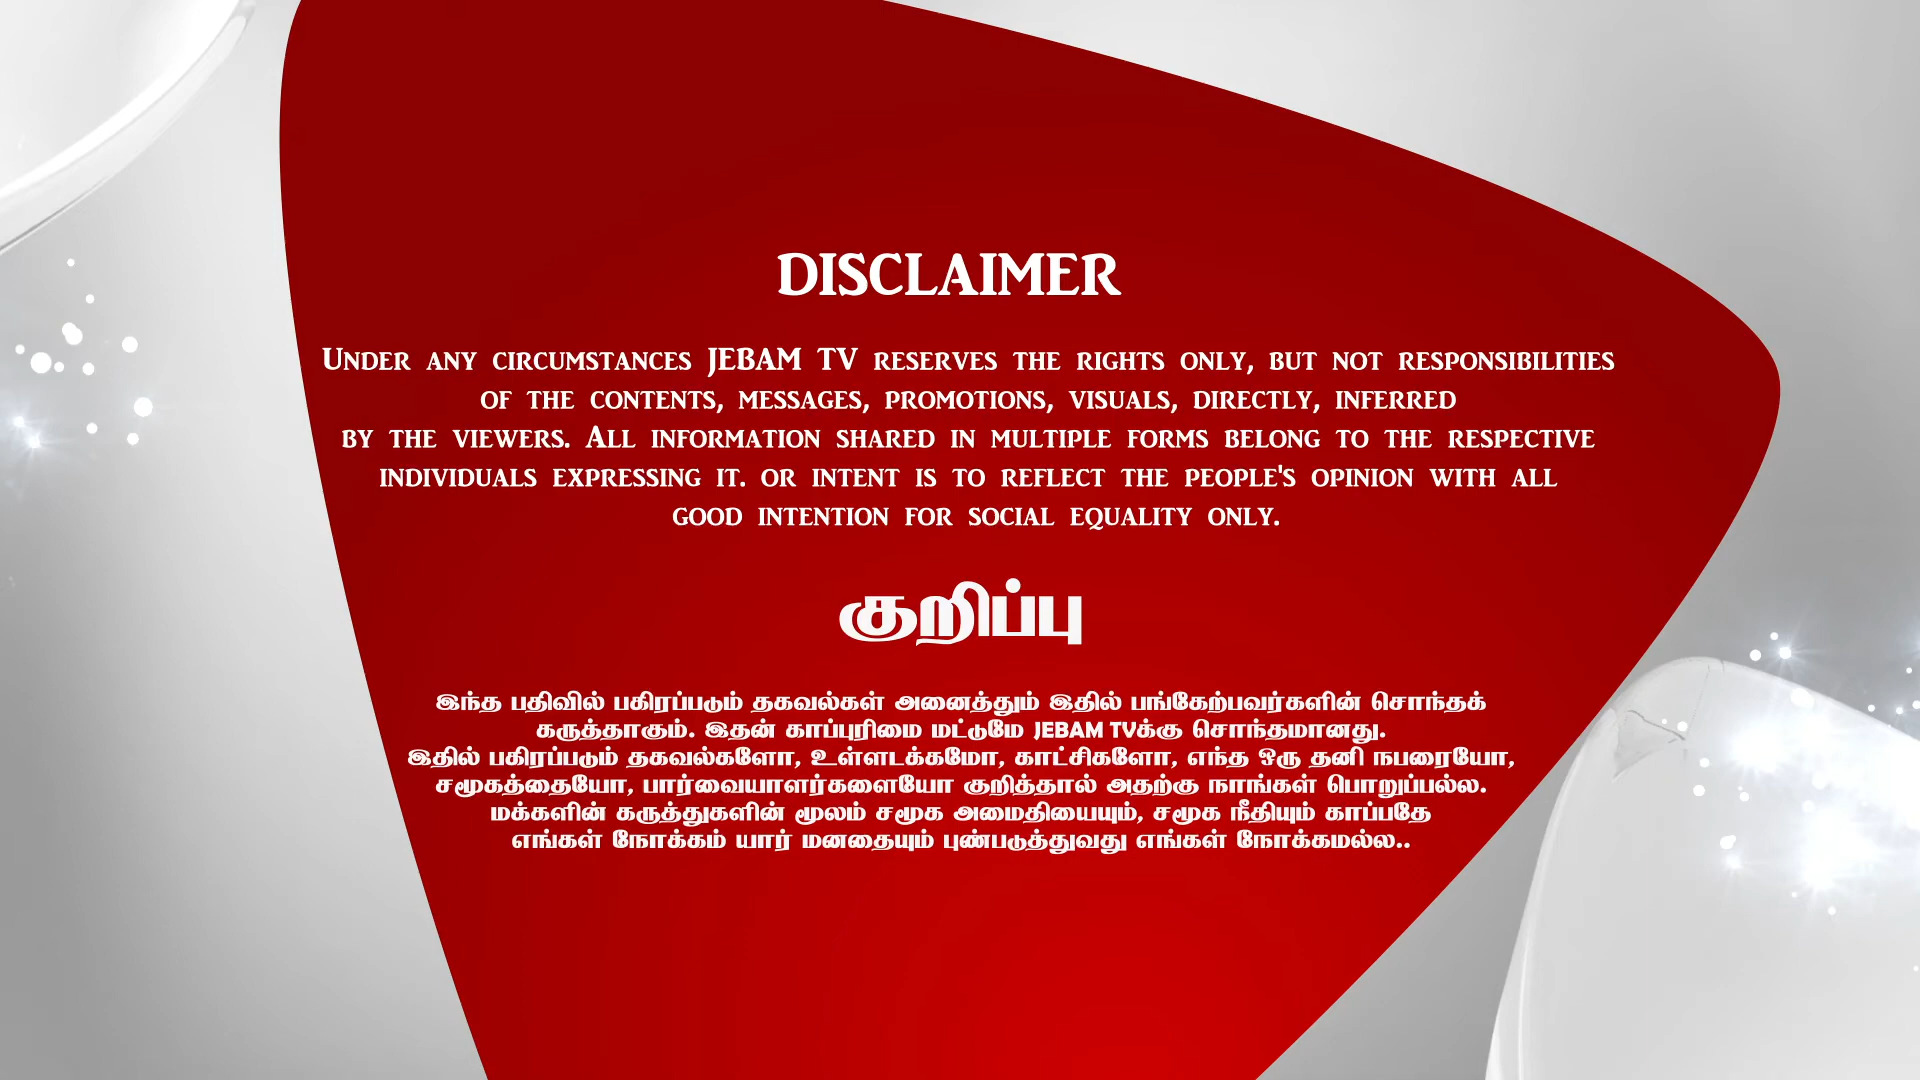 DISCLAIMER
Under any circumstances JEBAM TV reserves the rights only, but not responsibilities
of the contents, messages, promotions, visuals, directly, inferred
by the viewers. All information shared in multiple forms belong to the respective
individuals expressing it. or intent is to reflect the people's opinion with all
good intention for social equality only.
குறிப்பு
இந்த பதிவில் பகிரப்படும் தகவல்கள் அனைத்தும் இதில் பங்கேற்பவர்களின் சொந்தக்
கருத்தாகும். இதன் காப்புரிமை மட்டுமே JEBAM TVக்கு சொந்தமானது.
இதில் பகிரப்படும் தகவல்களோ, உள்ளடக்கமோ, காட்சிகளோ, எந்த ஒரு தனி நபரையோ,
சமூகத்தையோ, பார்வையாளர்களையோ குறித்தால் அதற்கு நாங்கள் பொறுப்பல்ல.
மக்களின் கருத்துகளின் மூலம் சமூக அமைதியையும், சமூக நீதியும் காப்பதே
எங்கள் நோக்கம் யார் மனதையும் புண்படுத்துவது எங்கள் நோக்கமல்ல..